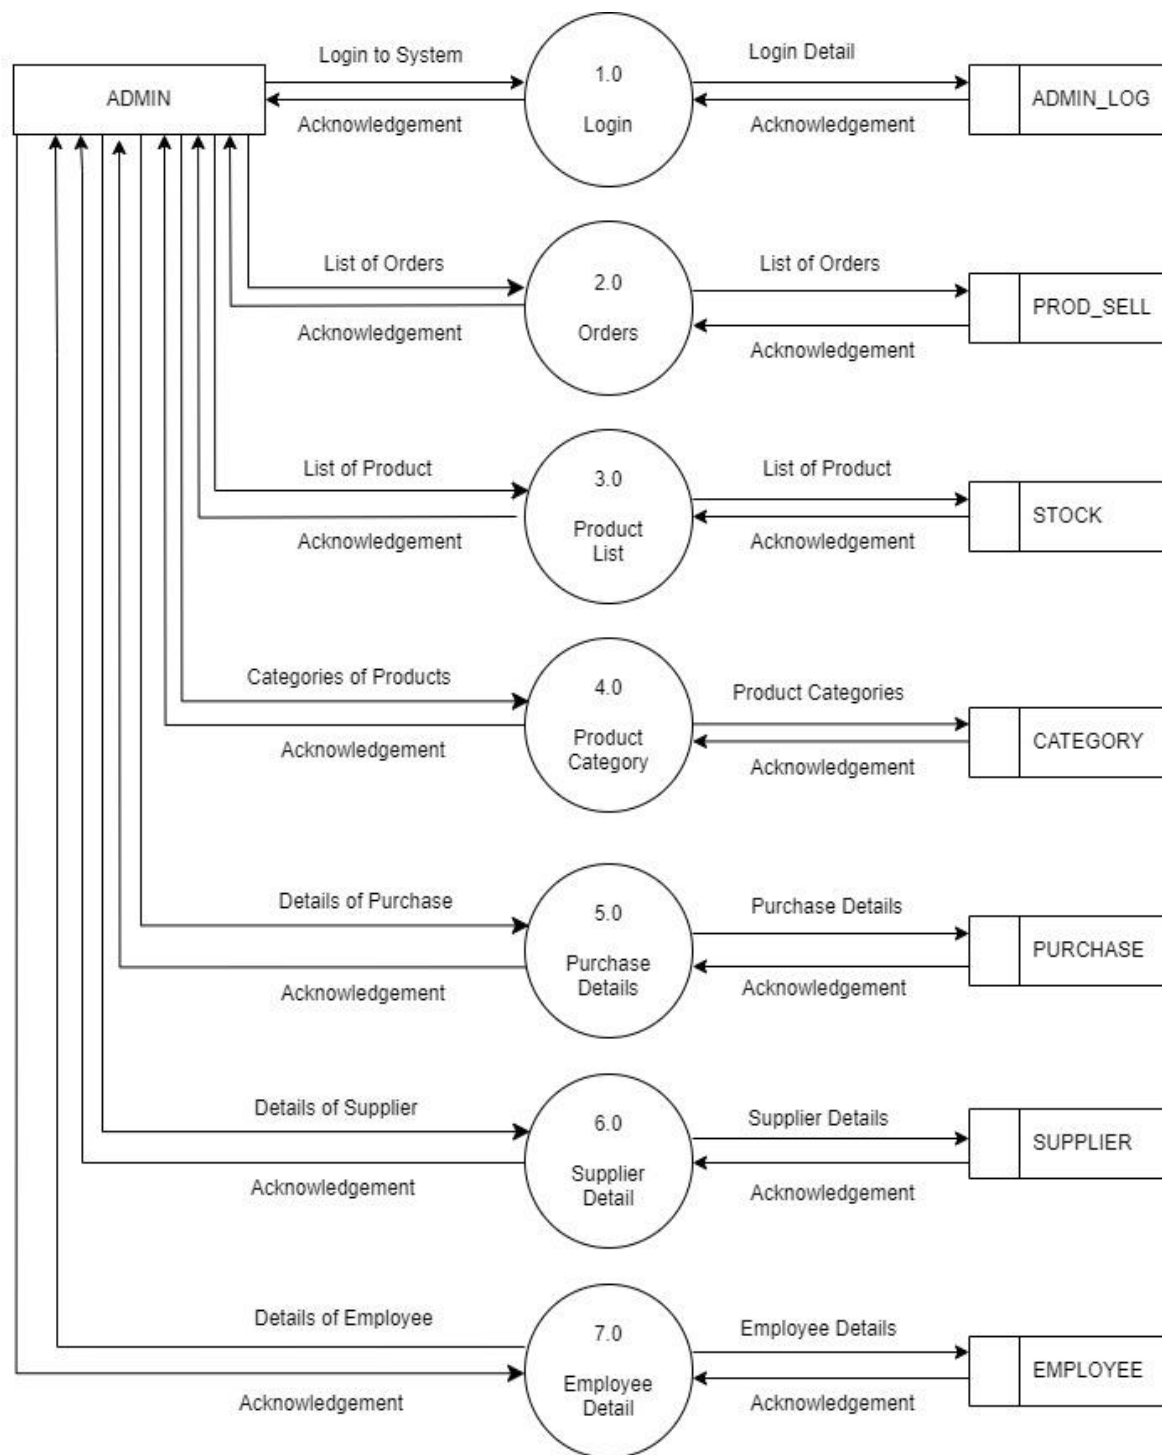 Login to System
1.0
Login Detail
ADMIN
ADMIN_LOG
Acknowledgement
Login
Acknowledgement
List of Orders
2.0
List of Orders
PROD_SELL
Acknowledgement
Orders
Acknowledgement
List of Product
3.0
List of Product
STOCK
Acknowledgement
Product
List
Acknowledgement
Categories of Products
4.0
Product Categories
CATEGORY
Acknowledgement
Product
Category
Acknowledgement
Details of Purchase
5.0
Purchase Details
PURCHASE
Acknowledgement
Purchase
Details
Acknowledgement
Details of Supplier
6.0
Supplier Details
SUPPLIER
Acknowledgement
Supplier
Detail
Acknowledgement
Details of Employee
7.0
Employee Details
EMPLOYEE
Acknowledgement
Employee
Detail
Acknowledgement